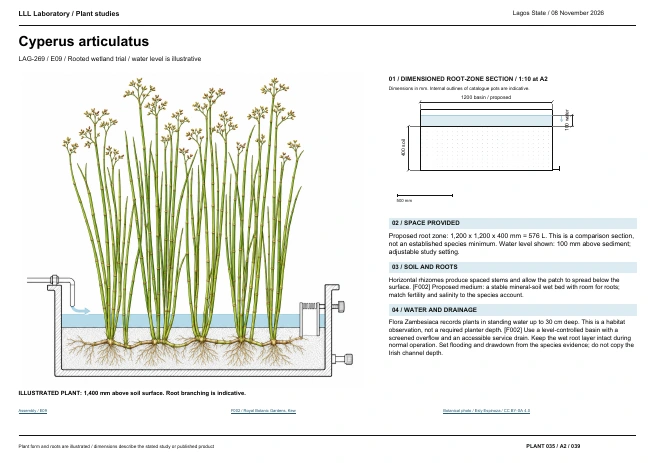 LLL Laboratory / Plant studies
Lagos State / 08 November 2026
Cyperus articulatus
LAG-269 / E09 / Rooted wetland trial / water level is illustrative
01 / DIMENSIONED ROOT-ZONE SECTION / 1:10 at A2
Dimensions in mm. Internal outlines of catalogue pots are indicative.
1200 basin / proposed
100 water
400 soil
500 mm
02 / SPACE PROVIDED
Proposed root zone: 1,200 x 1,200 x 400 mm = 576 L. This is a comparison section,
not an established species minimum. Water level shown: 100 mm above sediment;
adjustable study setting.
03 / SOIL AND ROOTS
Horizontal rhizomes produce spaced stems and allow the patch to spread below the
surface. [F002] Proposed medium: a stable mineral-soil wet bed with room for roots;
match fertility and salinity to the species account.
04 / WATER AND DRAINAGE
Flora Zambesiaca records plants in standing water up to 30 cm deep. This is a habitat
observation, not a required planter depth. [F002] Use a level-controlled basin with a
screened overflow and an accessible service drain. Keep the wet root layer intact during
normal operation. Set flooding and drawdown from the species evidence; do not copy the
Irish channel depth.
ILLUSTRATED PLANT: 1,400 mm above soil surface. Root branching is indicative.
Assembly / E09
F002 / Royal Botanic Gardens, Kew
Botanical photo / Eric Espinosa / CC BY-SA 4.0
Plant form and roots are illustrated / dimensions describe the stated study or published product
PLANT 035 / A2 / 039